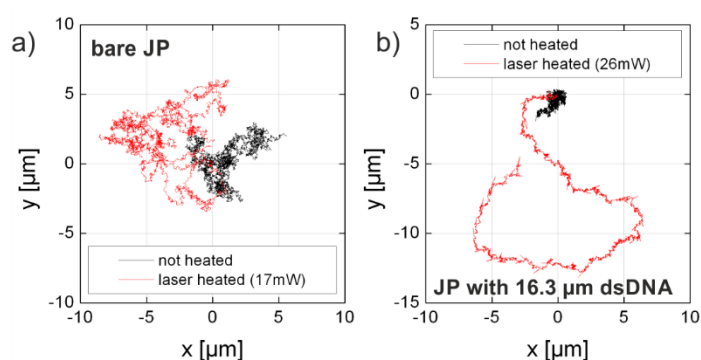 a)
bare JP
not heated
laser heated (17mW)
y [µm]
10
5
0
-5
-10
-10
-5
0
5
10
x [µm]
b)
not heated
laser heated (26mW)
JP with 16.3 µm dsDNA
y [µm]
5
0
-5
-10
-15
-10
-5
0
5
10
x [µm]